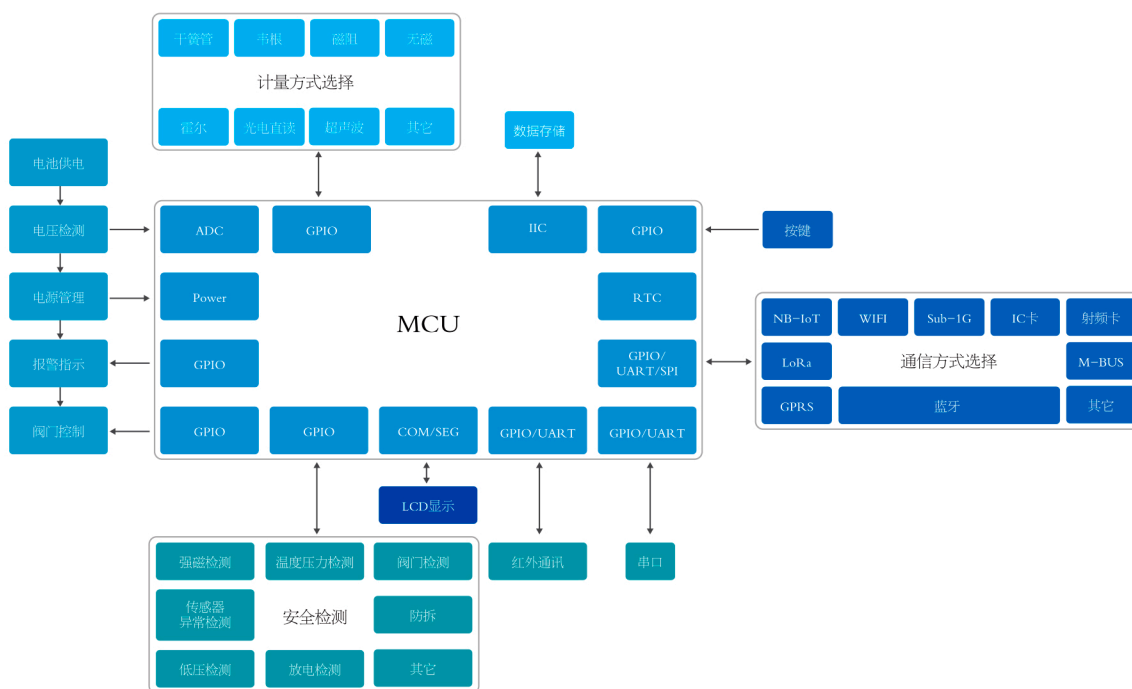 干簧管
韦根
磁阻
无磁
计量方式选择
霍尔
光电直读
超声波
其它
数据存储
电池供电
电压检测
电源管理
报警指示
阀门控制
ADC
GPIO
IIC
GPIO
Power
MCU
RTC
GPIO
GPIO/
UART/SPI
GPIO
GPIO
COM/SEG
GPIO/UART
GPIO/UART
按键
NB-IoT
WIFI
Sub-1G
IC卡
射频卡
LoRa
通信方式选择
M-BUS
GPRS
蓝牙
其它
LCD显示
强磁检测
温度压力检测
阀门检测
传感器
异常检测
安全检测
防拆
低压检测
放电检测
其它
红外通讯
串口